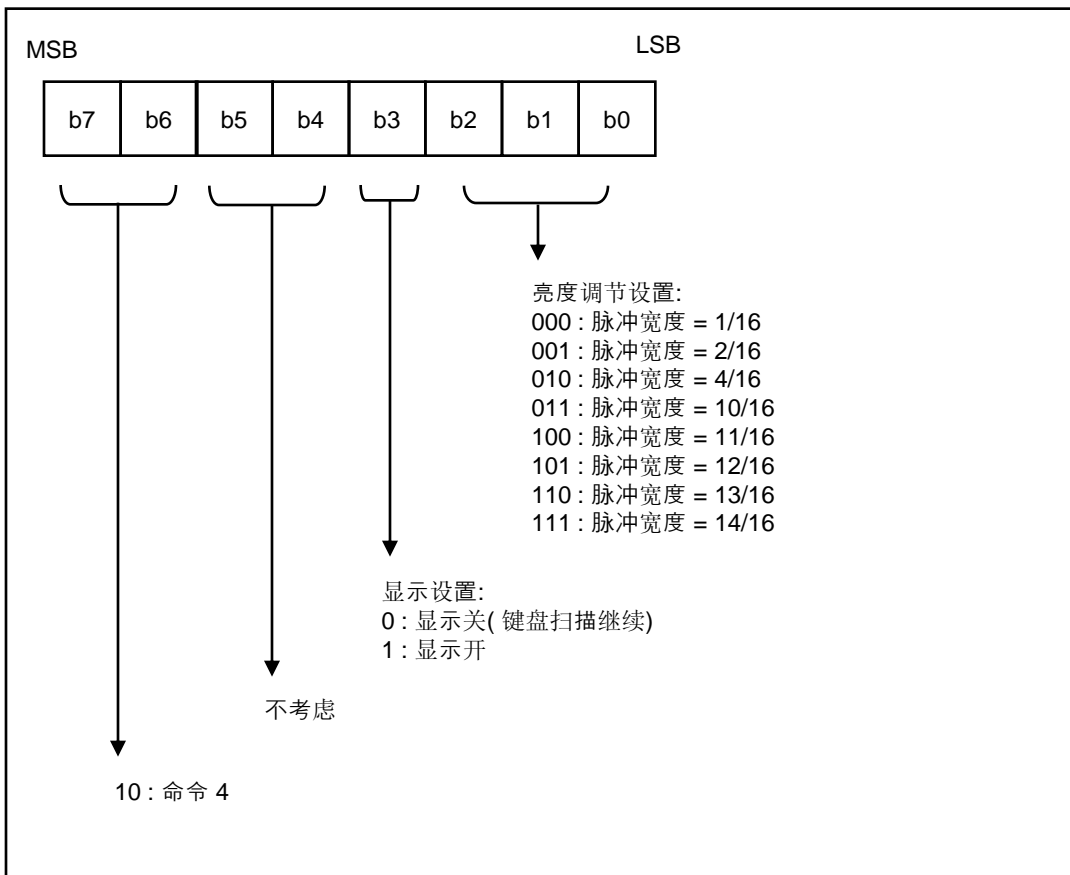 MSB LSB
b7 b6 b5 b4 b3 b2 b1 b0
亮度调节设置:
000 : 脉冲宽度 = 1/16
001 : 脉冲宽度 = 2/16
010 : 脉冲宽度 = 4/16
011 : 脉冲宽度 = 10/16
100 : 脉冲宽度 = 11/16
101 : 脉冲宽度 = 12/16
110 : 脉冲宽度 = 13/16
111 : 脉冲宽度 = 14/16
显示设置:
0 : 显示关( 键盘扫描继续)
1 : 显示开
不考虑
10 : 命令 4